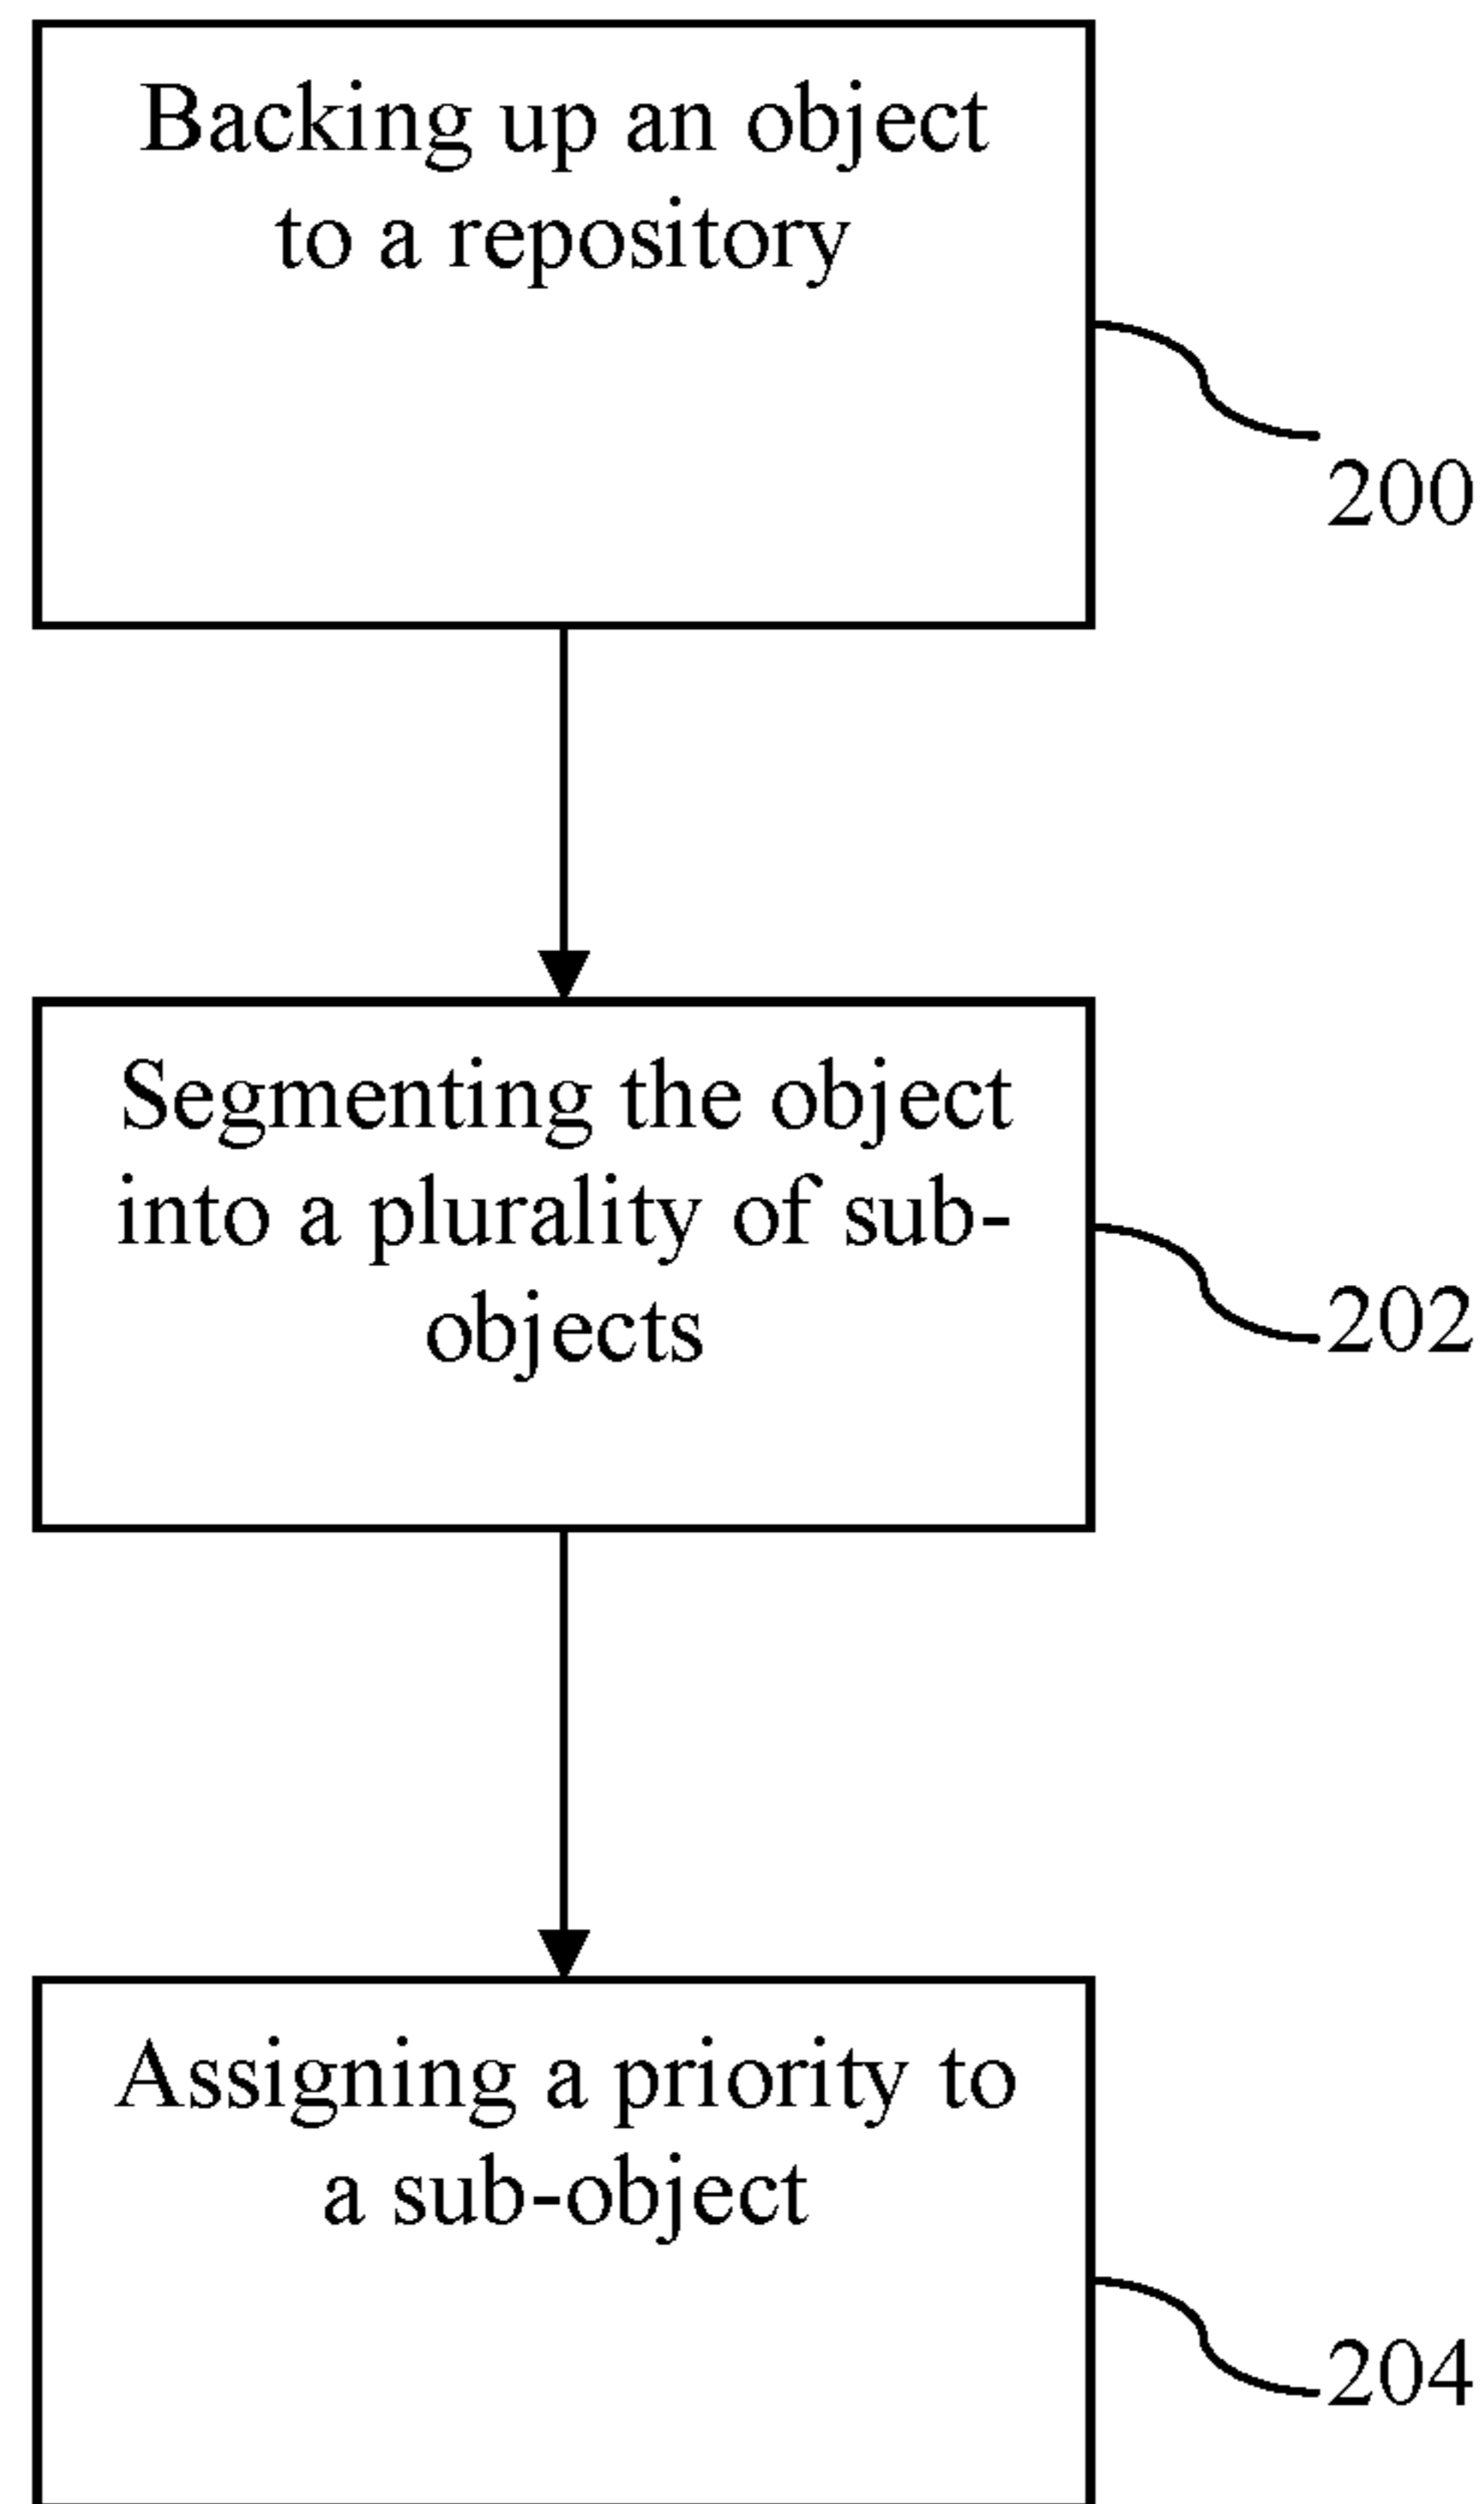 Backing up an object
to a repository
200
Segmenting the object
into a plurality of sub-
objects
202
Assigning a priority to
a sub-object
204